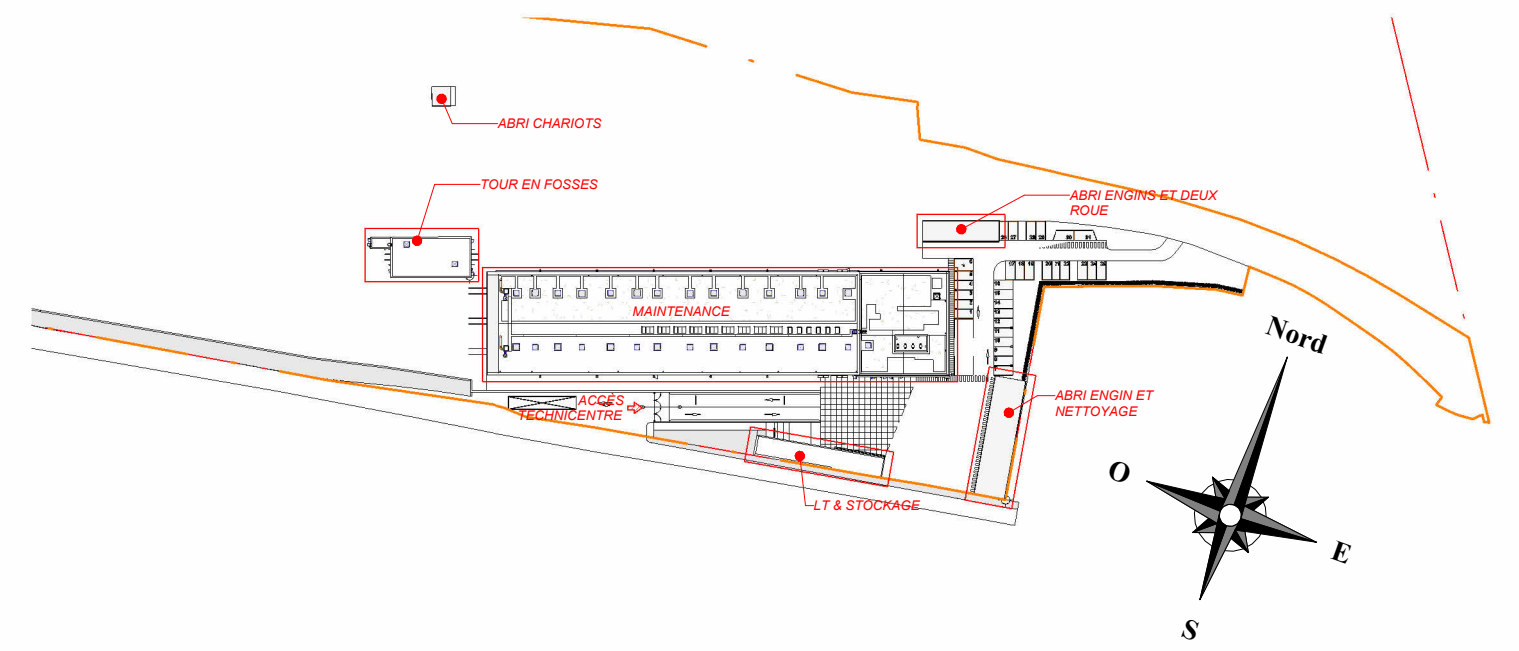 ABRI CHARIOTS
TOUR EN FOSSES
ABRI ENGINS ET DEUX
ROUE
MAINTENANCE
Nord
ACCÈS
TECHNICENTRE
ABRI ENGIN ET
NETTOYAGE
O
LT & STOCKAGE
E
S